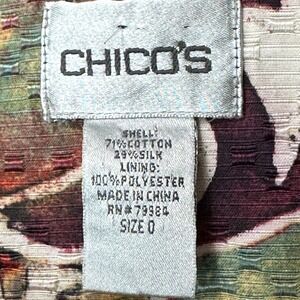 CHICO'S
SHELL:
71%COTTON
29%SILK
LINING:
100%POLYESTER
MADE IN CHINA
RN# 79384
SIZE 0